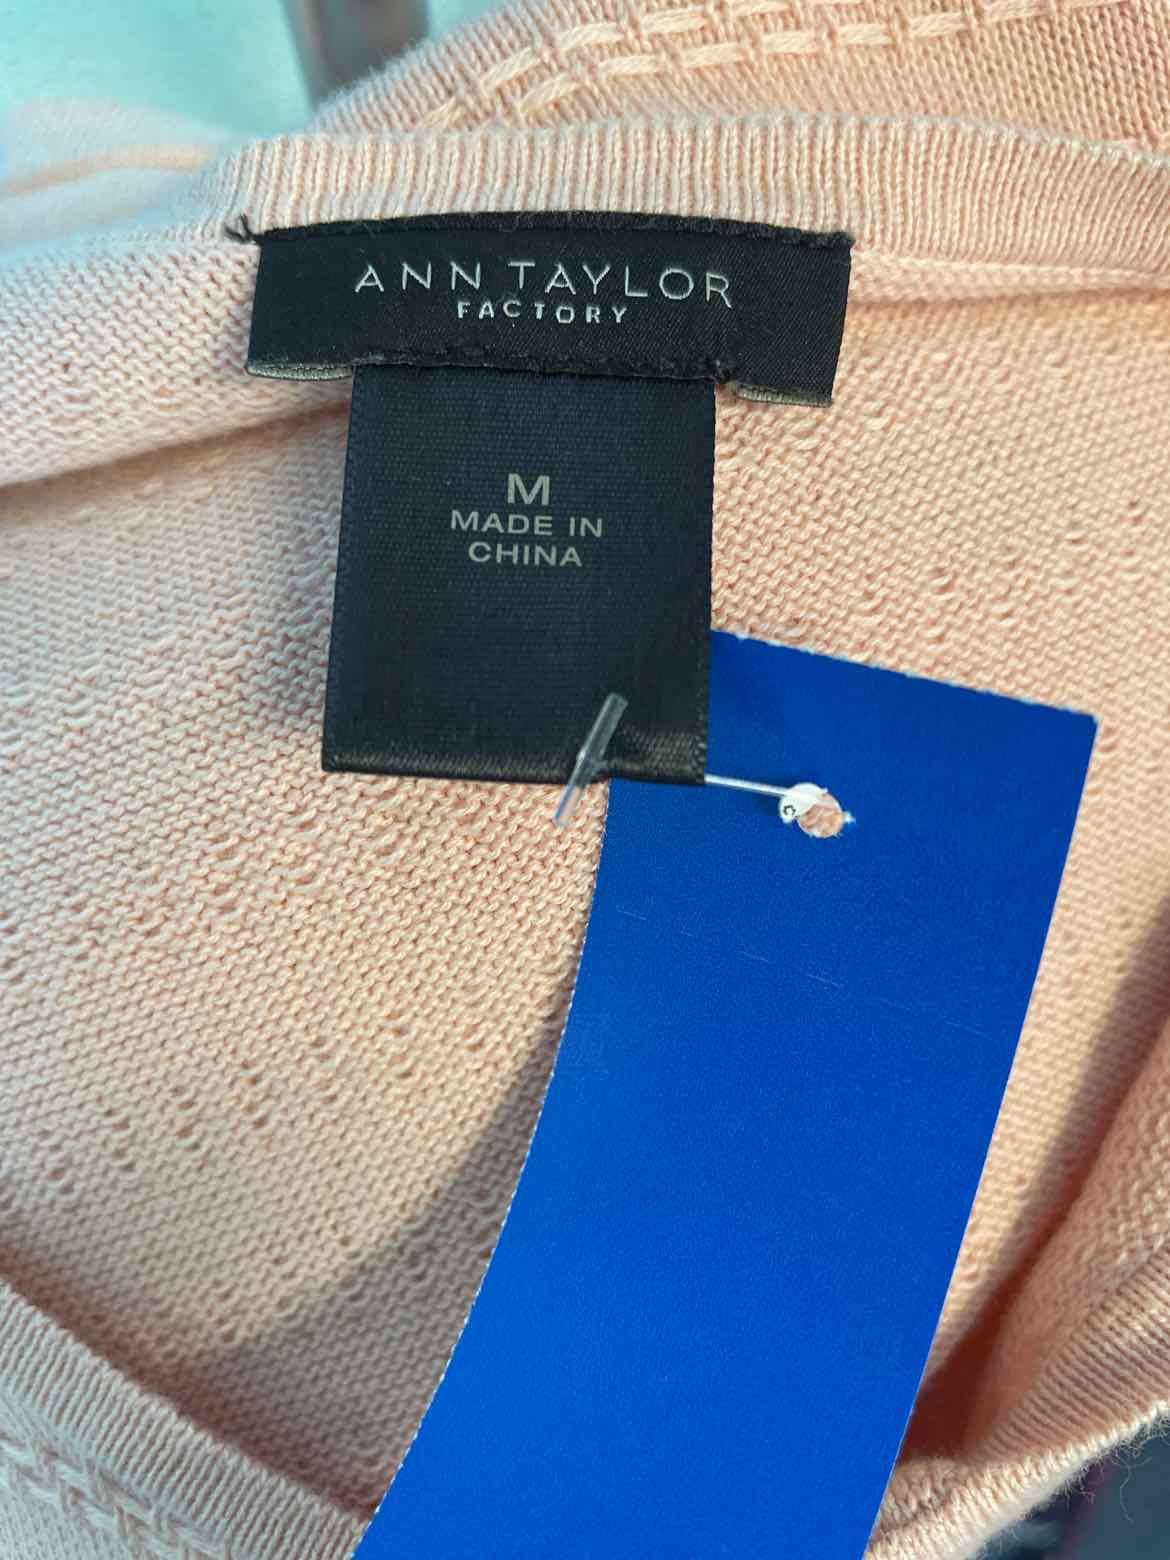 ANN TAYLOR
FACTORY
M
MADE IN
CHINA